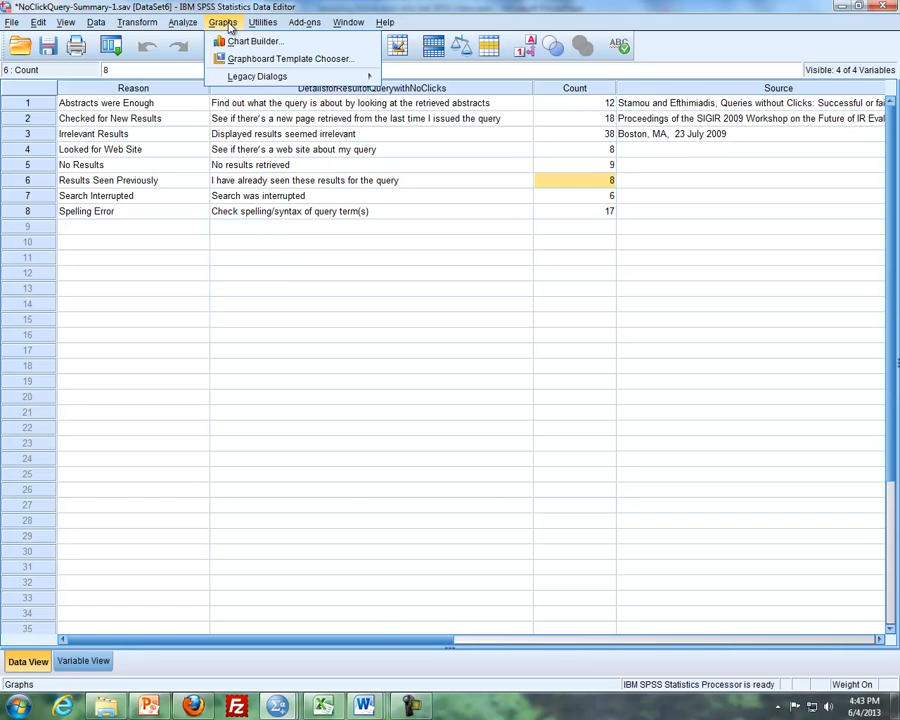 *NoClickQuery-Summary-1.sav [DataSet6] - IBM SPSS Statistics Data Editor
File Edit View Data Transform Analyze Graphs Utilities Add-ons Window Help
Chart Builder...
Graphboard Template Chooser...
Legacy Dialogs
6 : Count 8 Visible: 4 of 4 Variables
Reason DetailsforResultofQuerywithNoClicks Count Source
1 Abstracts were Enough Find out what the query is about by looking at the retrieved abstracts 12 Stamou and Efthimiadis, Queries without Clicks: Successful or fai
2 Checked for New Results See if there's a new page retrieved from the last time I issued the query 18 Proceedings of the SIGIR 2009 Workshop on the Future of IR Eval
3 Irrelevant Results Displayed results seemed irrelevant 38 Boston, MA, 23 July 2009
4 Looked for Web Site See if there's a web site about my query 8
5 No Results No results retrieved 9
6 Results Seen Previously I have already seen these results for the query 8
7 Search Interrupted Search was interrupted 6
8 Spelling Error Check spelling/syntax of query term(s) 17
9
10
11
12
13
14
15
16
17
18
19
20
21
22
23
24
25
26
27
28
29
30
31
32
33
34
35
Data View Variable View
Graphs IBM SPSS Statistics Processor is ready Weight On
4:43 PM
6/4/2013